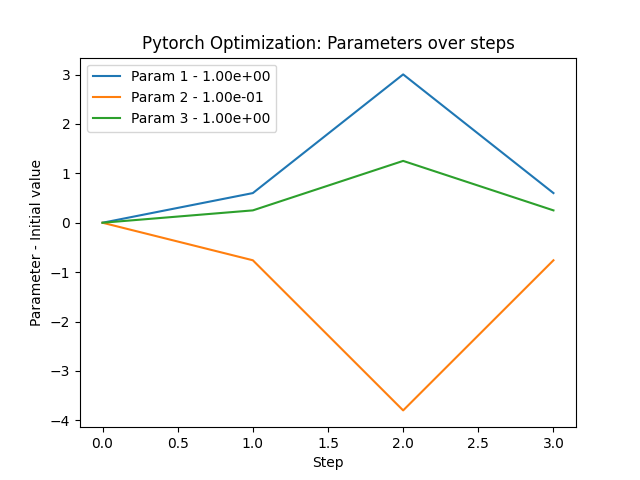 Pytorch Optimization: Parameters over steps
Param 1 - 1.00e+00
Param 2 - 1.00e-01
Param 3 - 1.00e+00
Parameter - Initial value
3
2
1
0
−1
−2
−3
−4
0.0 0.5 1.0 1.5 2.0 2.5 3.0
Step